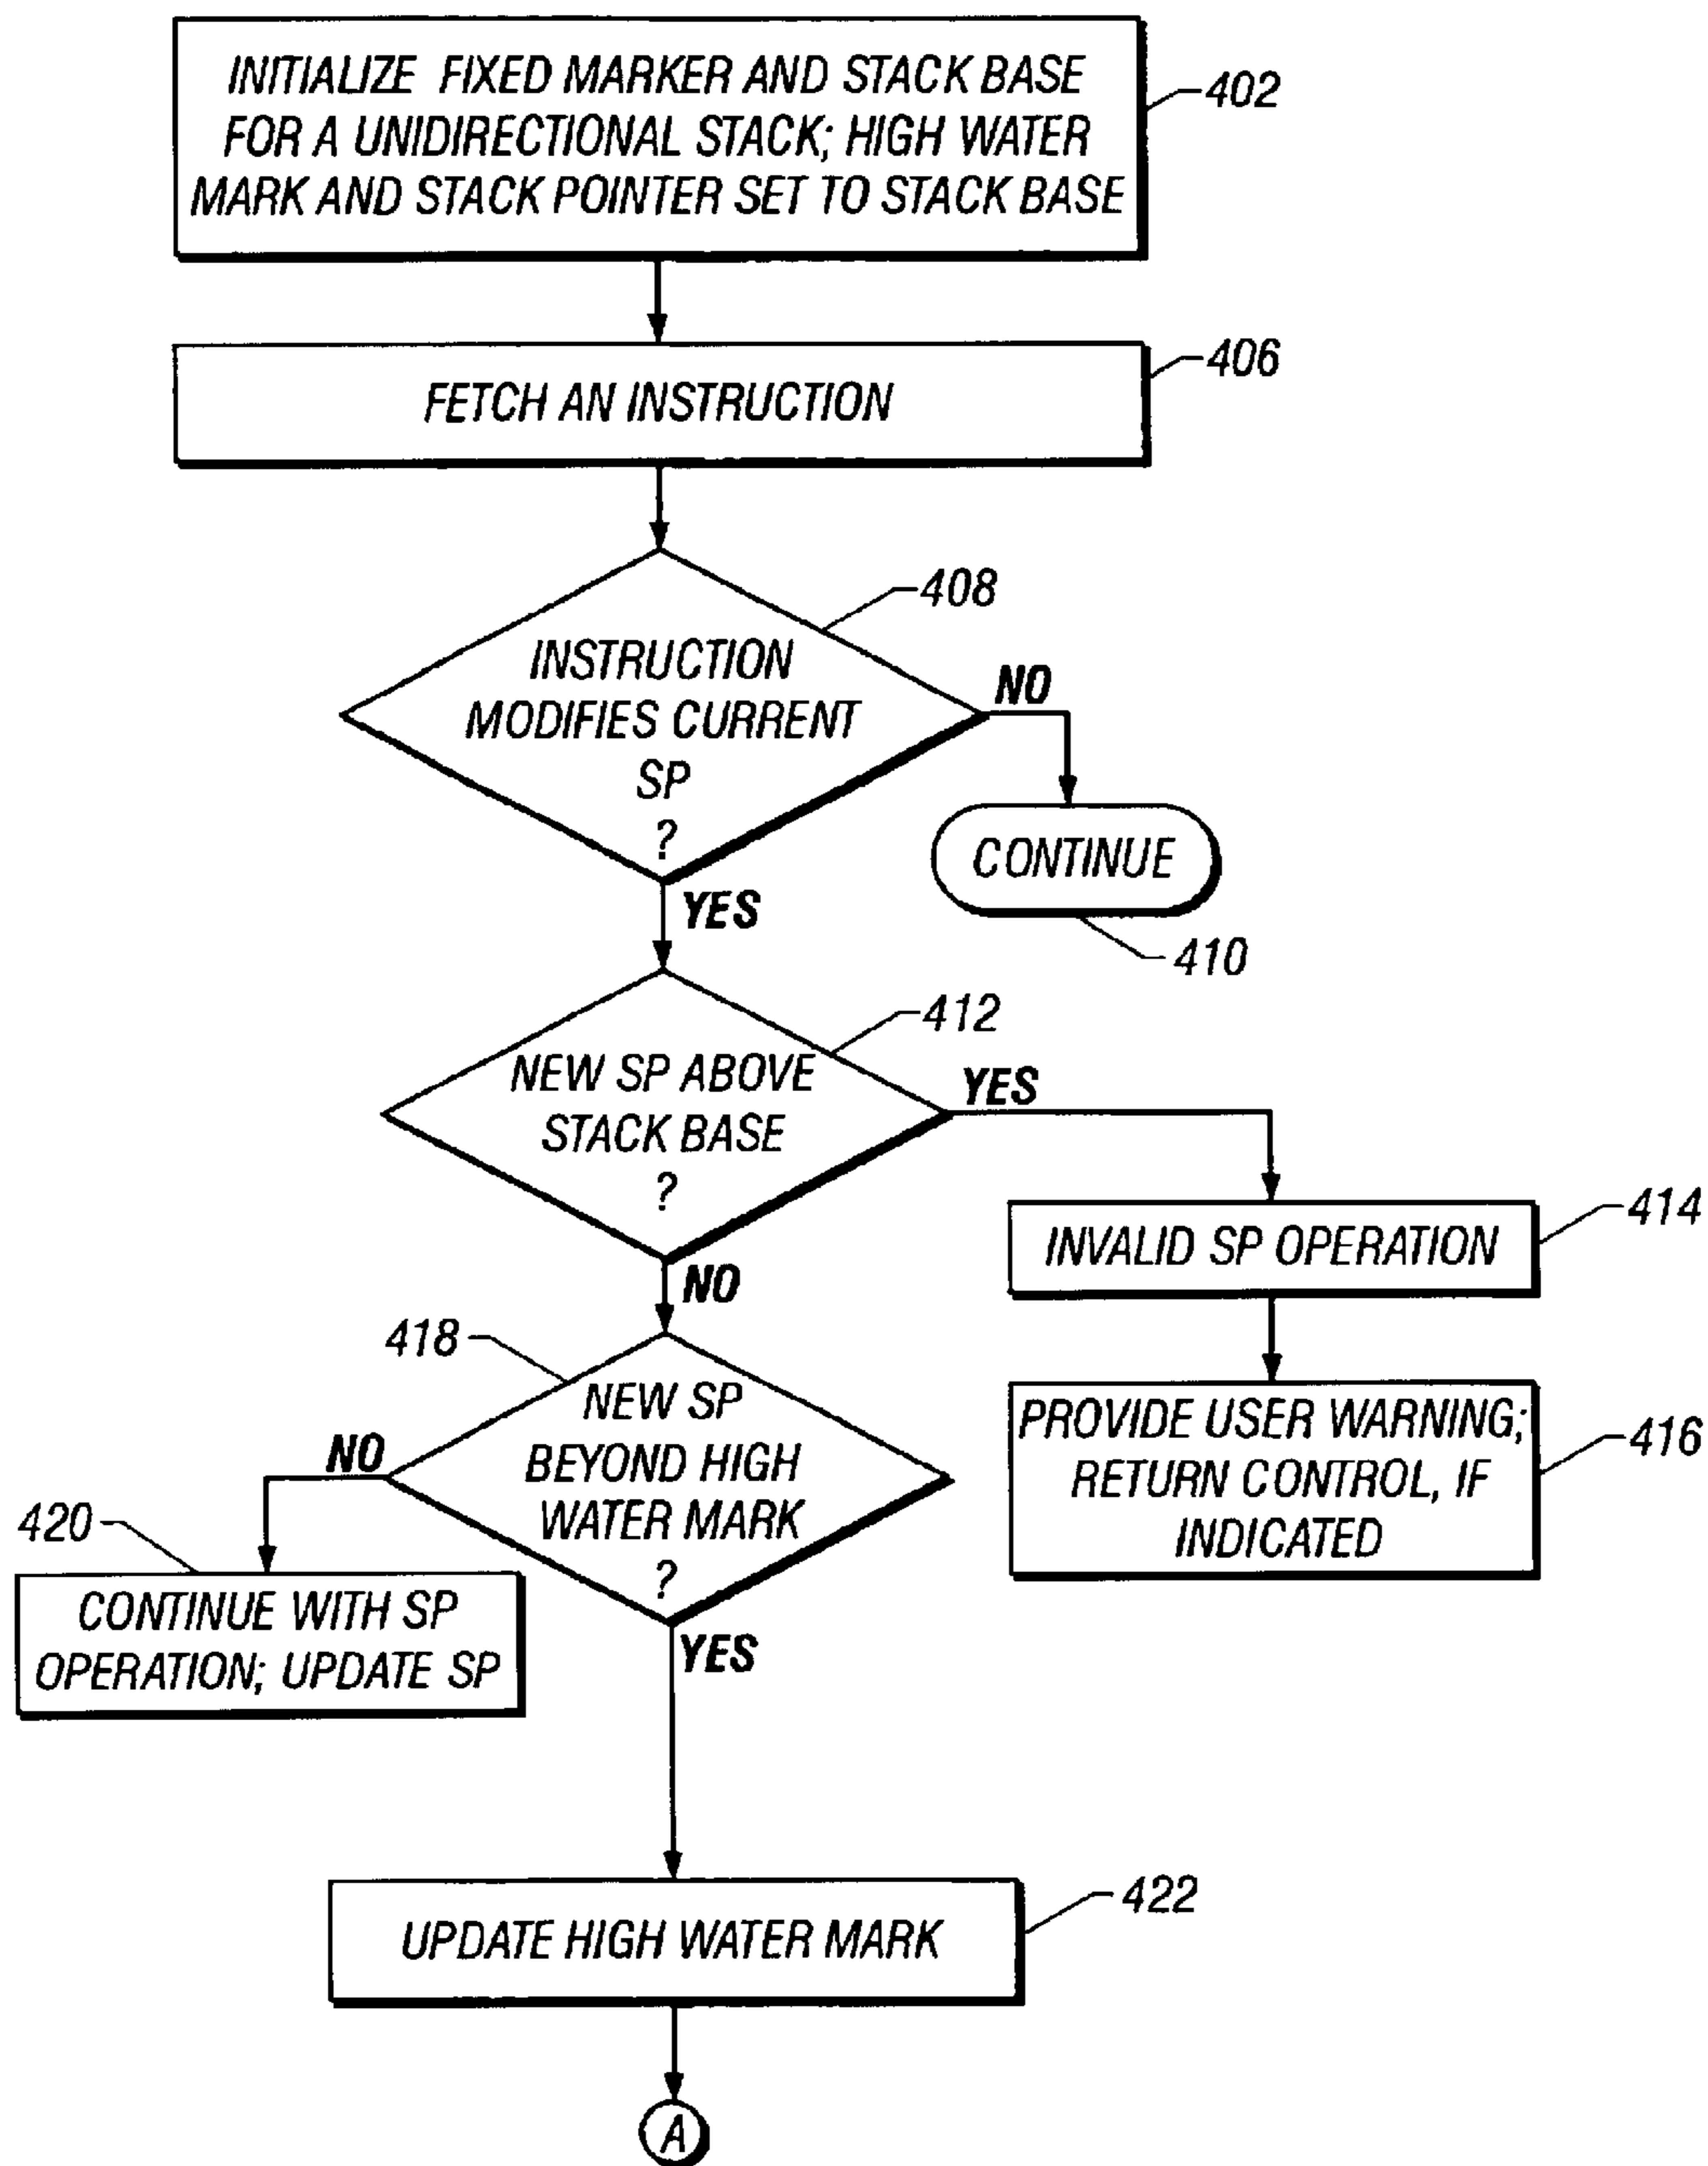 INITIALIZE FIXED MARKER AND STACK BASE
FOR A UNIDIRECTIONAL STACK; HIGH WATER
MARK AND STACK POINTER SET TO STACK BASE
402
FETCH AN INSTRUCTION
406
408
INSTRUCTION
MODIFIES CURRENT
SP
?
NO
CONTINUE
410
YES
412
NEW SP ABOVE
STACK BASE
?
YES
414
INVALID SP OPERATION
NO
416
PROVIDE USER WARNING;
RETURN CONTROL, IF
INDICATED
418
NEW SP
BEYOND HIGH
WATER MARK
?
NO
420
CONTINUE WITH SP
OPERATION; UPDATE SP
YES
422
UPDATE HIGH WATER MARK
A